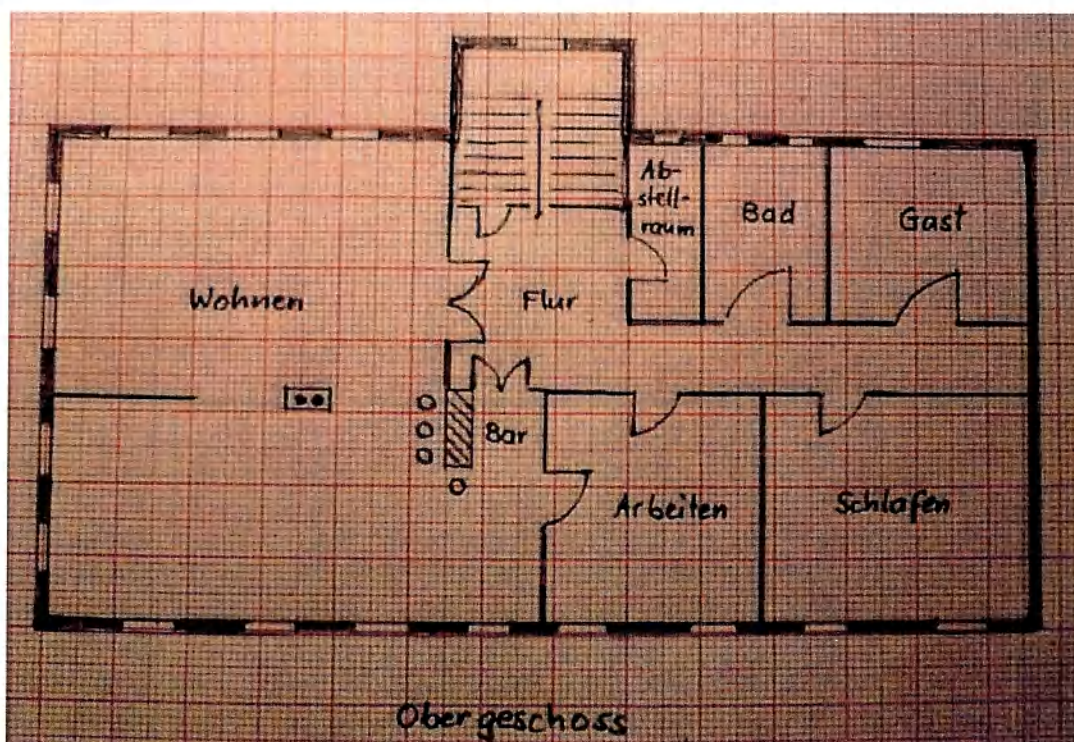 Ab-
stell-
raum
Bad
Gast
Wohnen
Flur
Bar
Arbeiten
Schlafen
Obergeschoss